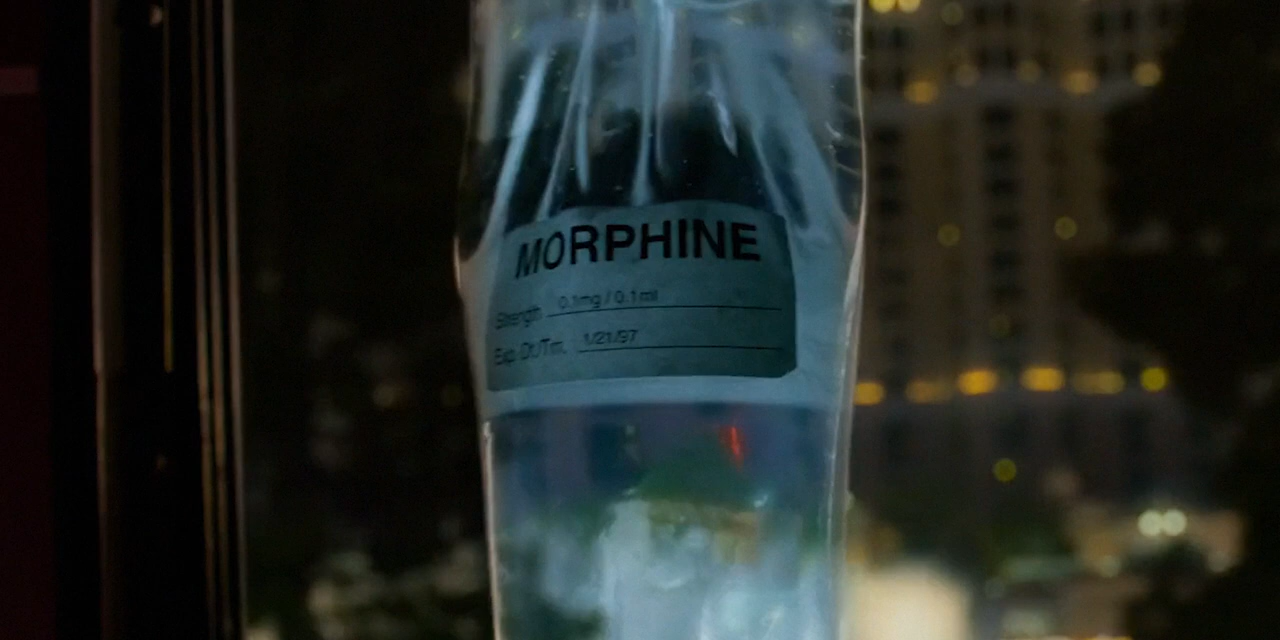 MORPHINE
Strength 0.1mg / 0.1ml
Exp. Dt./Tm. 1/21/97